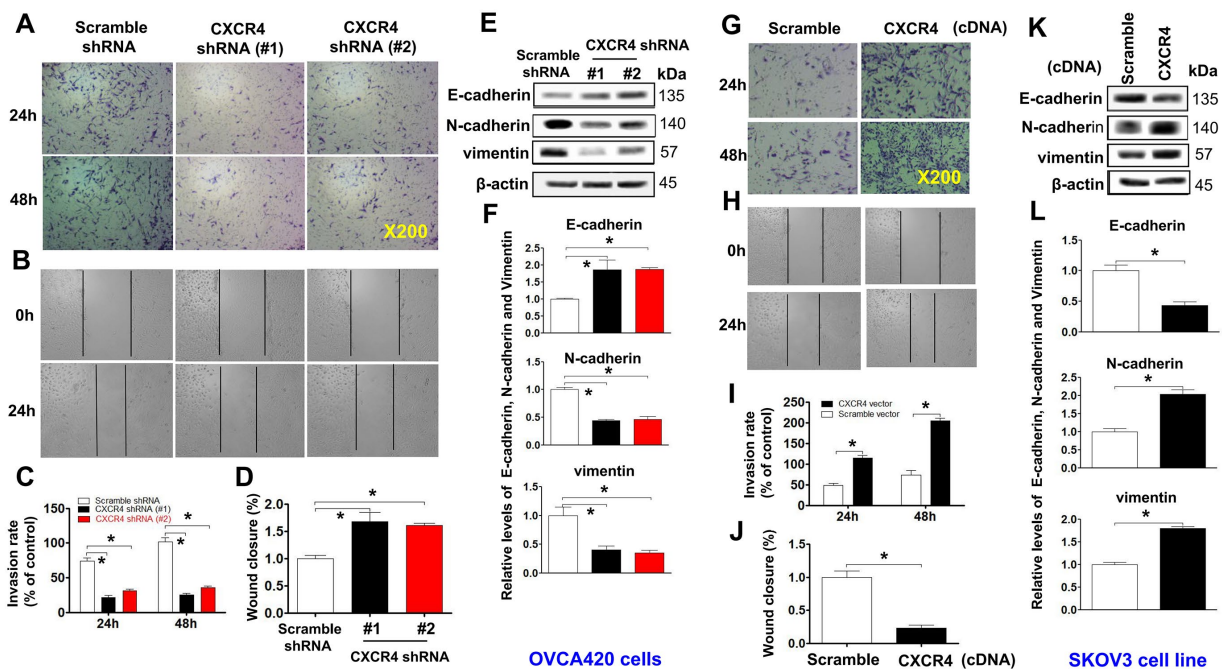 A
Scramble
shRNA
CXCR4
shRNA (#1)
CXCR4
shRNA (#2)
24h
48h
X200
B
0h
24h
C
Invasion rate
(% of control)
150
100
50
0
Scramble shRNA
CXCR4 shRNA (#1)
CXCR4 shRNA (#2)
*
*
*
*
24h
48h
D
Wound closure (%)
2.0
1.5
1.0
0.5
0.0
*
*
Scramble
shRNA
#1
#2
CXCR4 shRNA
E
Scramble
shRNA
CXCR4 shRNA
#1
#2
kDa
E-cadherin
135
N-cadherin
140
vimentin
57
β-actin
45
F
Relative levels of E-cadherin, N-cadherin and Vimentin
E-cadherin
2.5
2.0
1.5
1.0
0.5
0.0
*
*
N-cadherin
1.5
1.0
0.5
0.0
*
*
vimentin
1.5
1.0
0.5
0.0
*
*
OVCA420 cells
G
Scramble
CXCR4 (cDNA)
24h
48h
X200
H
0h
24h
I
Invasion rate
(% of control)
250
200
150
100
50
0
CXCR4 vector
Scramble vector
*
*
24h
48h
J
Wound closure (%)
1.5
1.0
0.5
0.0
*
Scramble
CXCR4 (cDNA)
K
(cDNA)
Scramble
CXCR4
kDa
E-cadherin
135
N-cadherin
140
vimentin
57
β-actin
45
L
Relative levels of E-cadherin, N-cadherin and Vimentin
E-cadherin
1.5
1.0
0.5
0.0
*
N-cadherin
2.5
2.0
1.5
1.0
0.5
0.0
*
vimentin
2.0
1.5
1.0
0.5
0.0
*
SKOV3 cell line